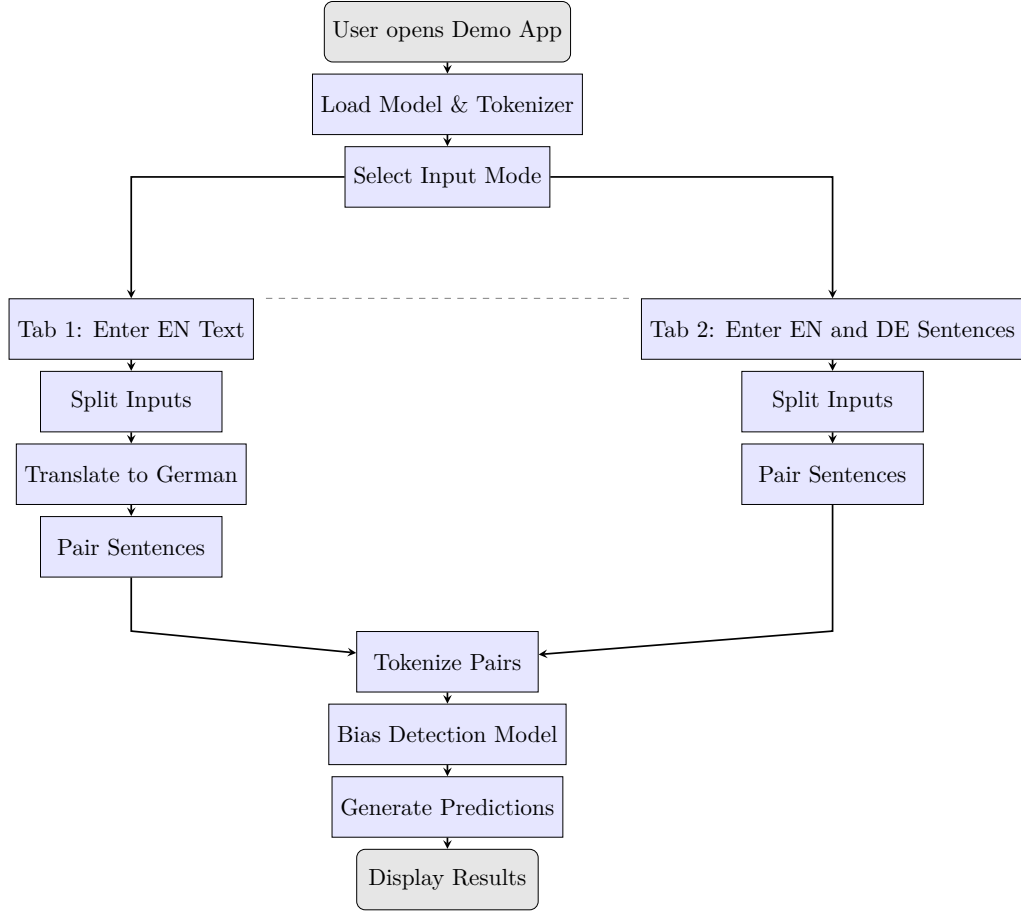 User opens Demo App
Load Model & Tokenizer
Select Input Mode
Tab 1: Enter EN Text
Split Inputs
Translate to German
Pair Sentences
Tab 2: Enter EN and DE Sentences
Split Inputs
Pair Sentences
Tokenize Pairs
Bias Detection Model
Generate Predictions
Display Results